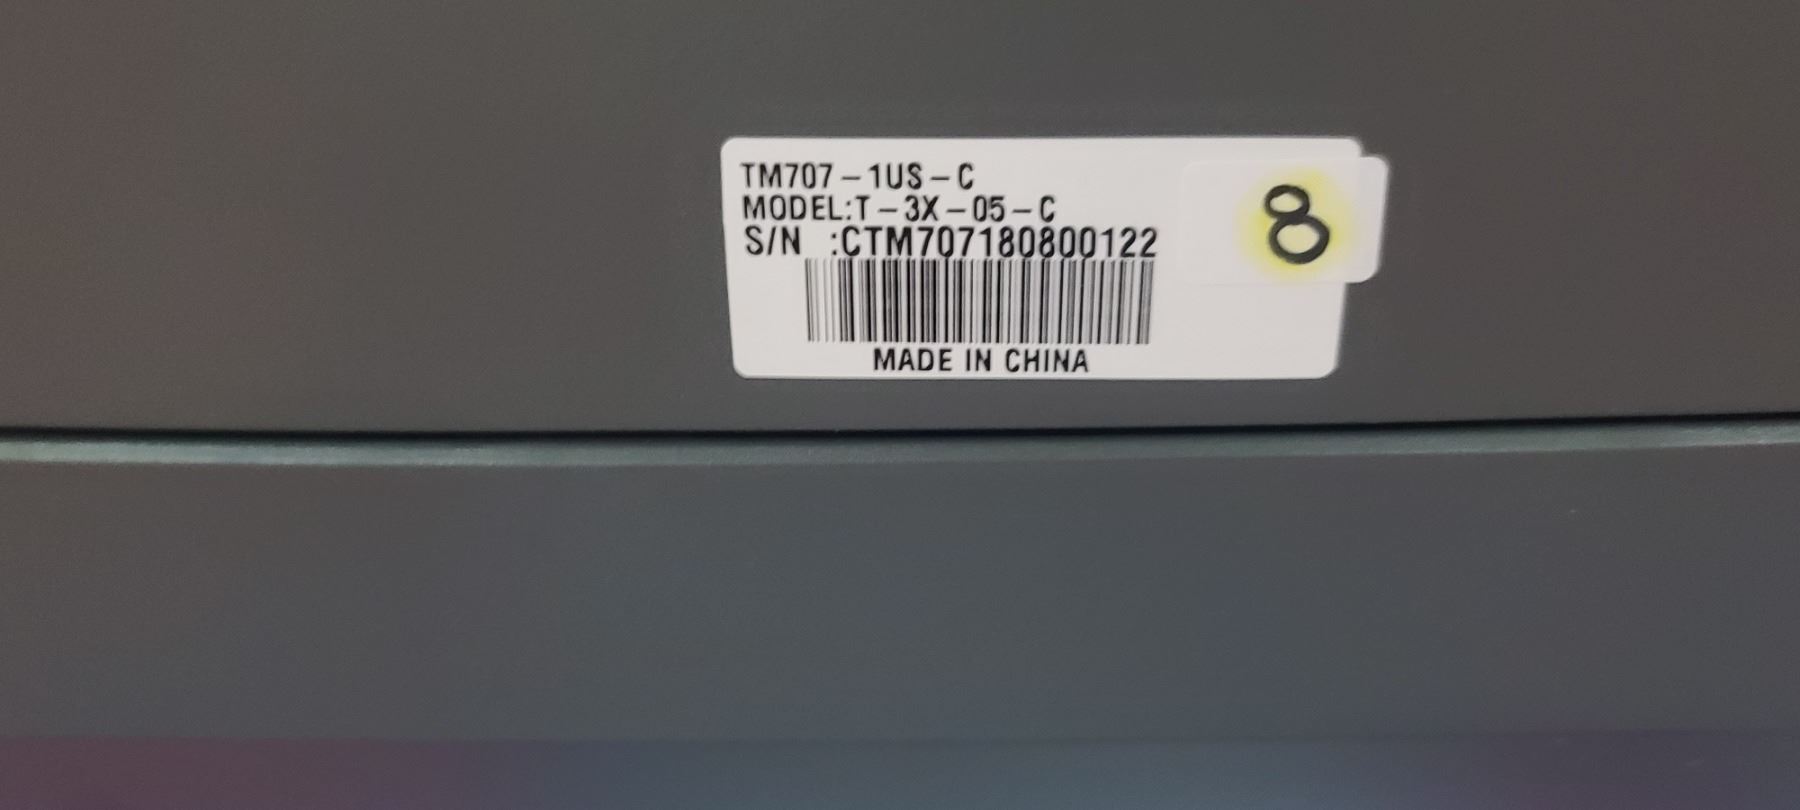 TM707-1US-C
MODEL:T-3X-05-C
S/N :CTM707180800122
MADE IN CHINA
8